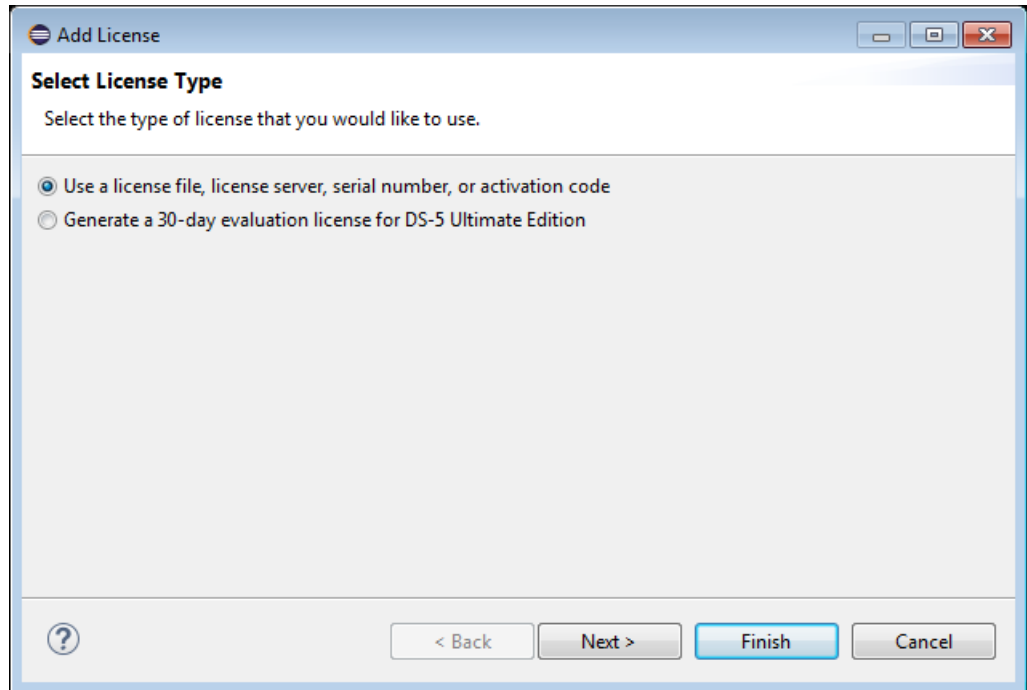 Add License
Select License Type
Select the type of license that you would like to use.
Use a license file, license server, serial number, or activation code
Generate a 30-day evaluation license for DS-5 Ultimate Edition
?
< Back
Next >
Finish
Cancel